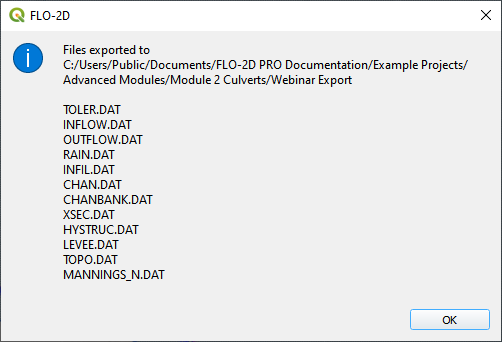 FLO-2D
Files exported to
C:/Users/Public/Documents/FLO-2D PRO Documentation/Example Projects/
Advanced Modules/Module 2 Culverts/Webinar Export
TOLER.DAT
INFLOW.DAT
OUTFLOW.DAT
RAIN.DAT
INFIL.DAT
CHAN.DAT
CHANBANK.DAT
XSEC.DAT
HYSTRUC.DAT
LEVEE.DAT
TOPO.DAT
MANNINGS_N.DAT
OK